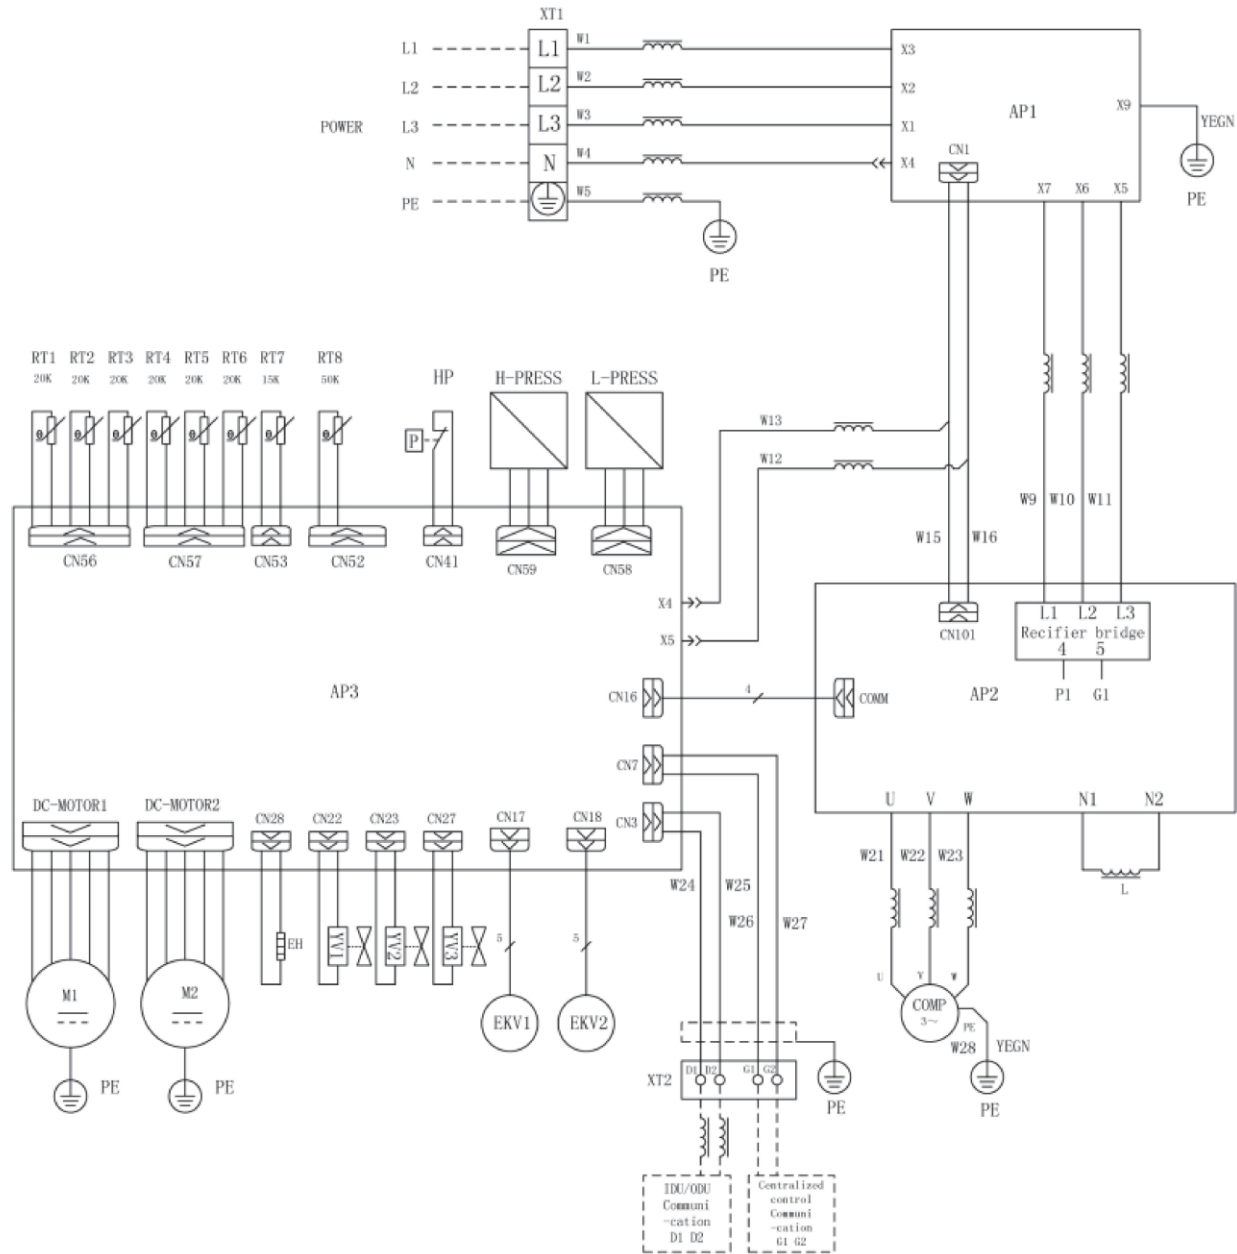 XT1
L1 L1 W1 X3
L2 L2 W2 X2
AP1 X9
POWER L3 L3 W3 X1
YEGN
N N W4 X4 CN1
PE W5 X7 X6 X5 PE
PE
RT1 RT2 RT3 RT4 RT5 RT6 RT7 RT8
20K 20K 20K 20K 20K 20K 15K 50K
HP H-PRESS L-PRESS
θ θ θ θ θ θ θ θ
P
W13
W12
W9 W10 W11
W15 W16
CN56 CN57 CN53 CN52 CN41 CN59 CN58
X4
L1 L2 L3
CN101 Recifier bridge
X5 4 5
AP3 CN16 4 COMM AP2 P1 G1
CN7
DC-MOTOR1 DC-MOTOR2 CN28 CN22 CN23 CN27 CN17 CN18 CN3
U V W N1 N2
W21 W22 W23
L
W24 W25
W26 W27
EH YV1 YV2 YV3 5 5
U V W
M1 M2 EKV1 EKV2 COMP
3~ PE
W28 YEGN
PE PE
XT2 D1 D2 G1 G2
PE PE
IDU/ODU
Communi
-cation
D1 D2
Centralized
control
Communi
-cation
G1 G2